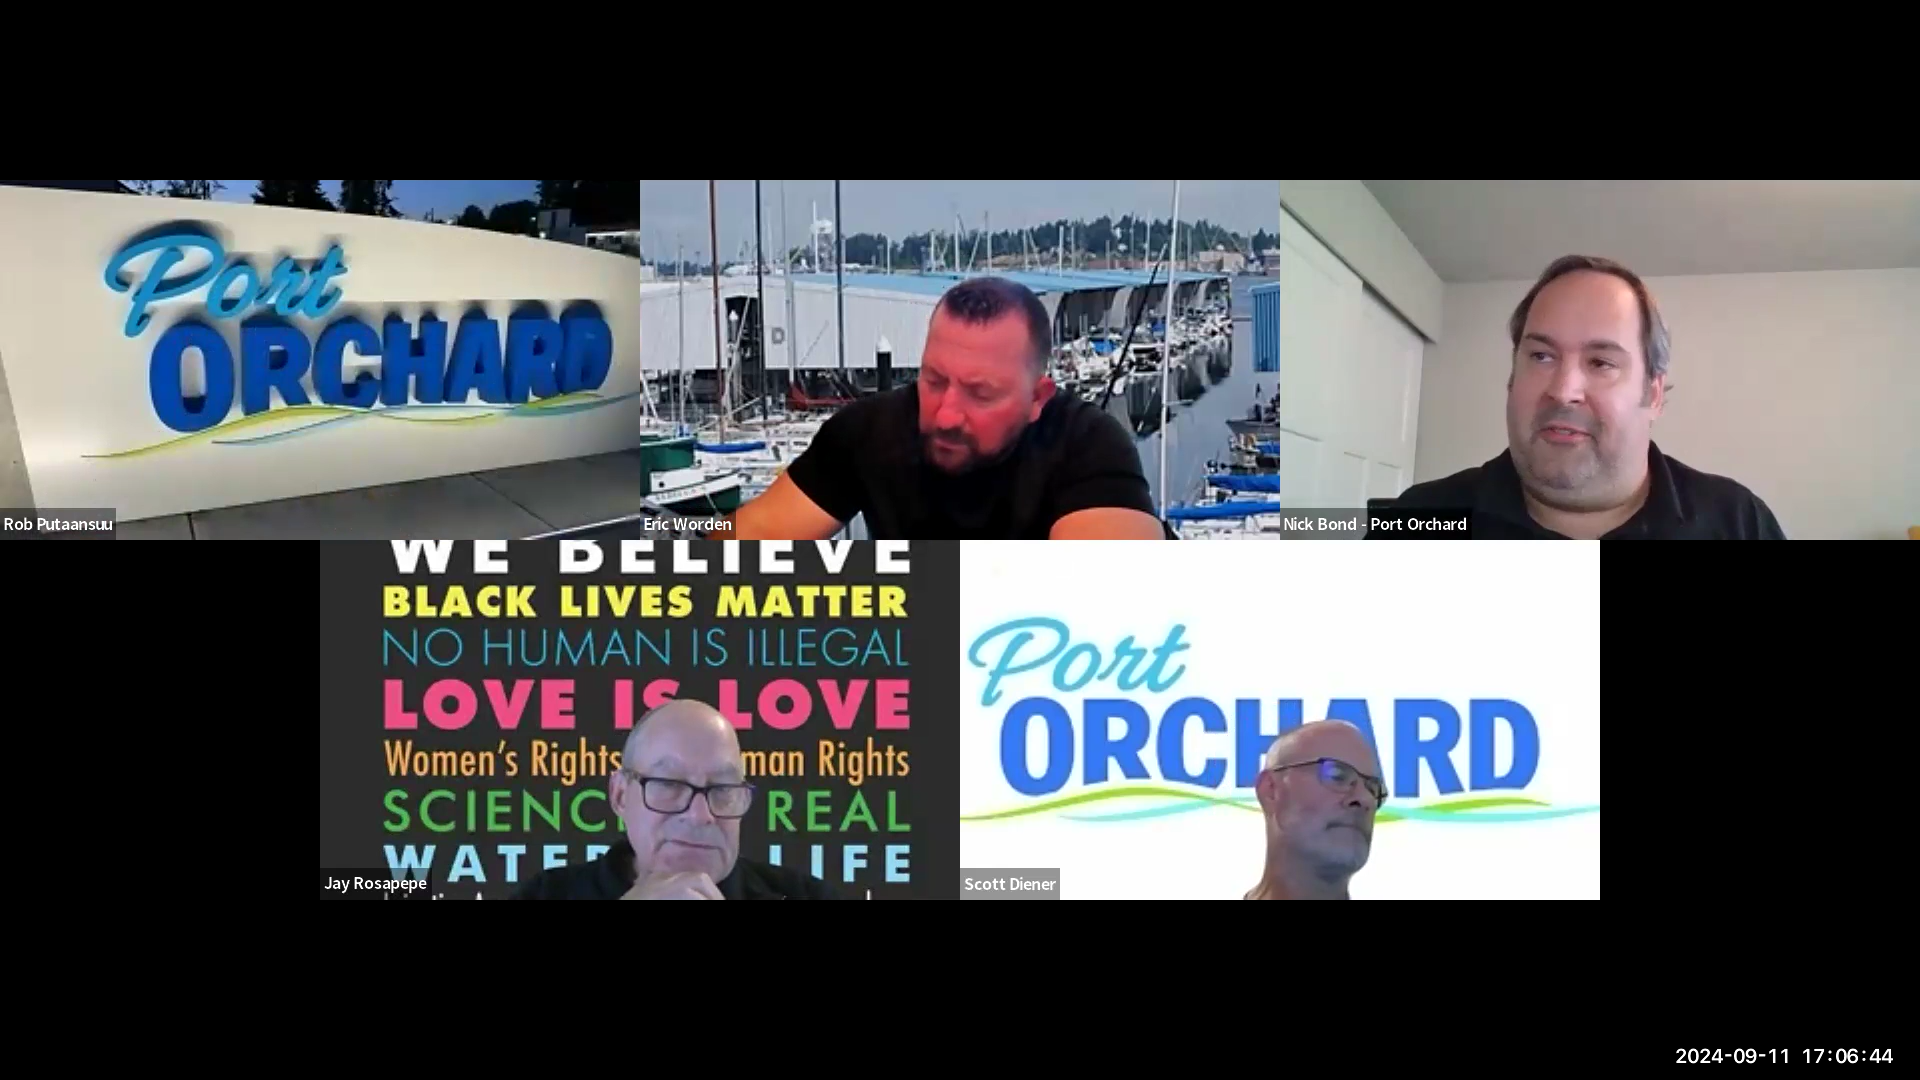 Port
ORCHARD
D
Rob Putaansuu
Eric Worden
Nick Bond - Port Orchard
WE BELIEVE
BLACK LIVES MATTER
NO HUMAN IS ILLEGAL
LOVE IS LOVE
Women's Rights man Rights
SCIENC REAL
WATE LIFE
Jay Rosapepe
Port
ORCHARD
Scott Diener
2024-09-11 17:06:44